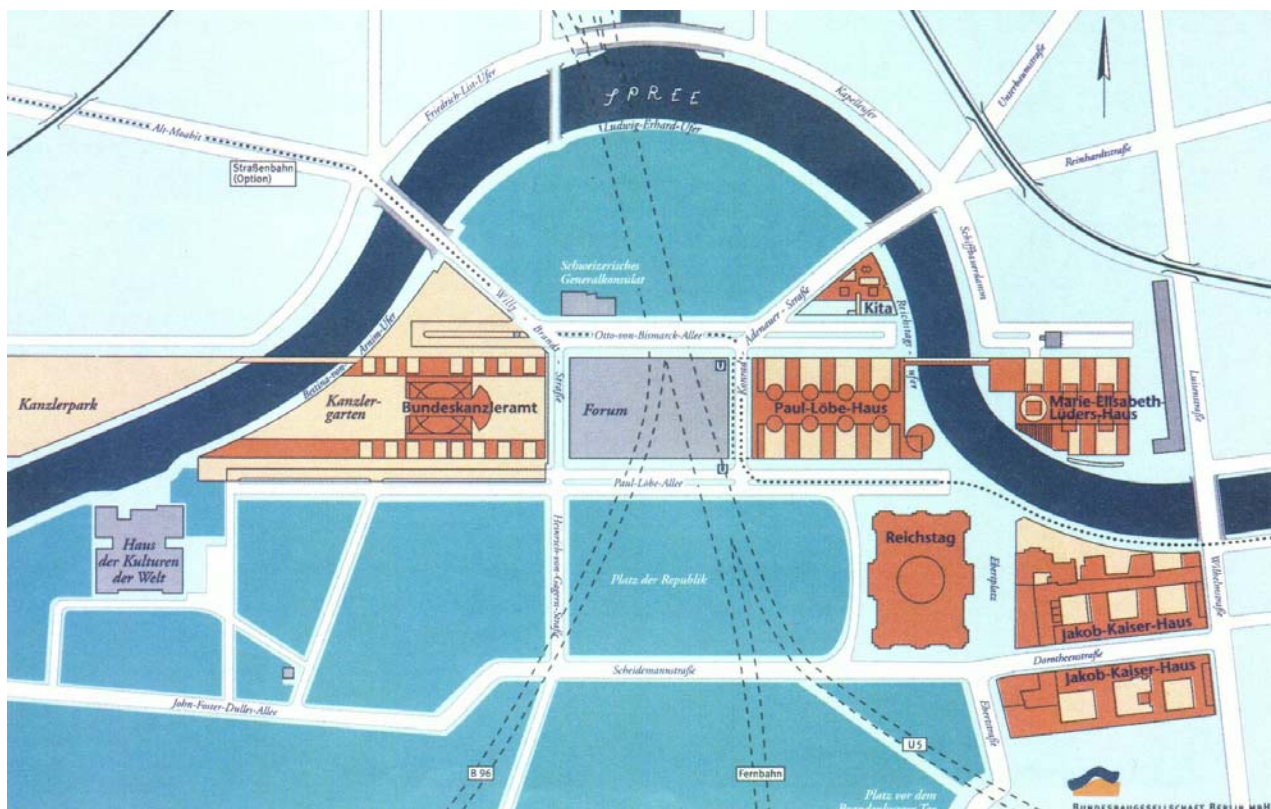 SPREE
Ludwig-Erhard-Ufer
Friedrich-List-Ufer
Kapelleufer
Unterbaumstraße
Alt-Moabit
Straßenbahn
(Option)
Reinhardtstraße
Schiffbauerdamm
Schweizerisches
Generalkonsulat
Willy - Brandt - Straße
Otto-von-Bismarck-Allee
Konrad - Adenauer - Straße
Kita
Reichstags - ufer
Luisenstraße
Bettina-von-Arnim-Ufer
Kanzlerpark
Kanzler-
garten
Bundeskanzleramt
Forum
Paul-Löbe-Haus
Marie-Elisabeth-
Lüders-Haus
Paul-Löbe-Allee
Haus
der Kulturen
der Welt
Heinrich-von-Gagern-Straße
Platz der Republik
Reichstag
Ebertplatz
Wilhelmstraße
Jakob-Kaiser-Haus
Dorotheenstraße
Jakob-Kaiser-Haus
Scheidemannstraße
John-Foster-Dulles-Allee
Ebertstraße
B 96
Fernbahn
U5
Platz vor dem
Brandenburger Tor
BUNDESBAUGESELLSCHAFT BERLIN MBH